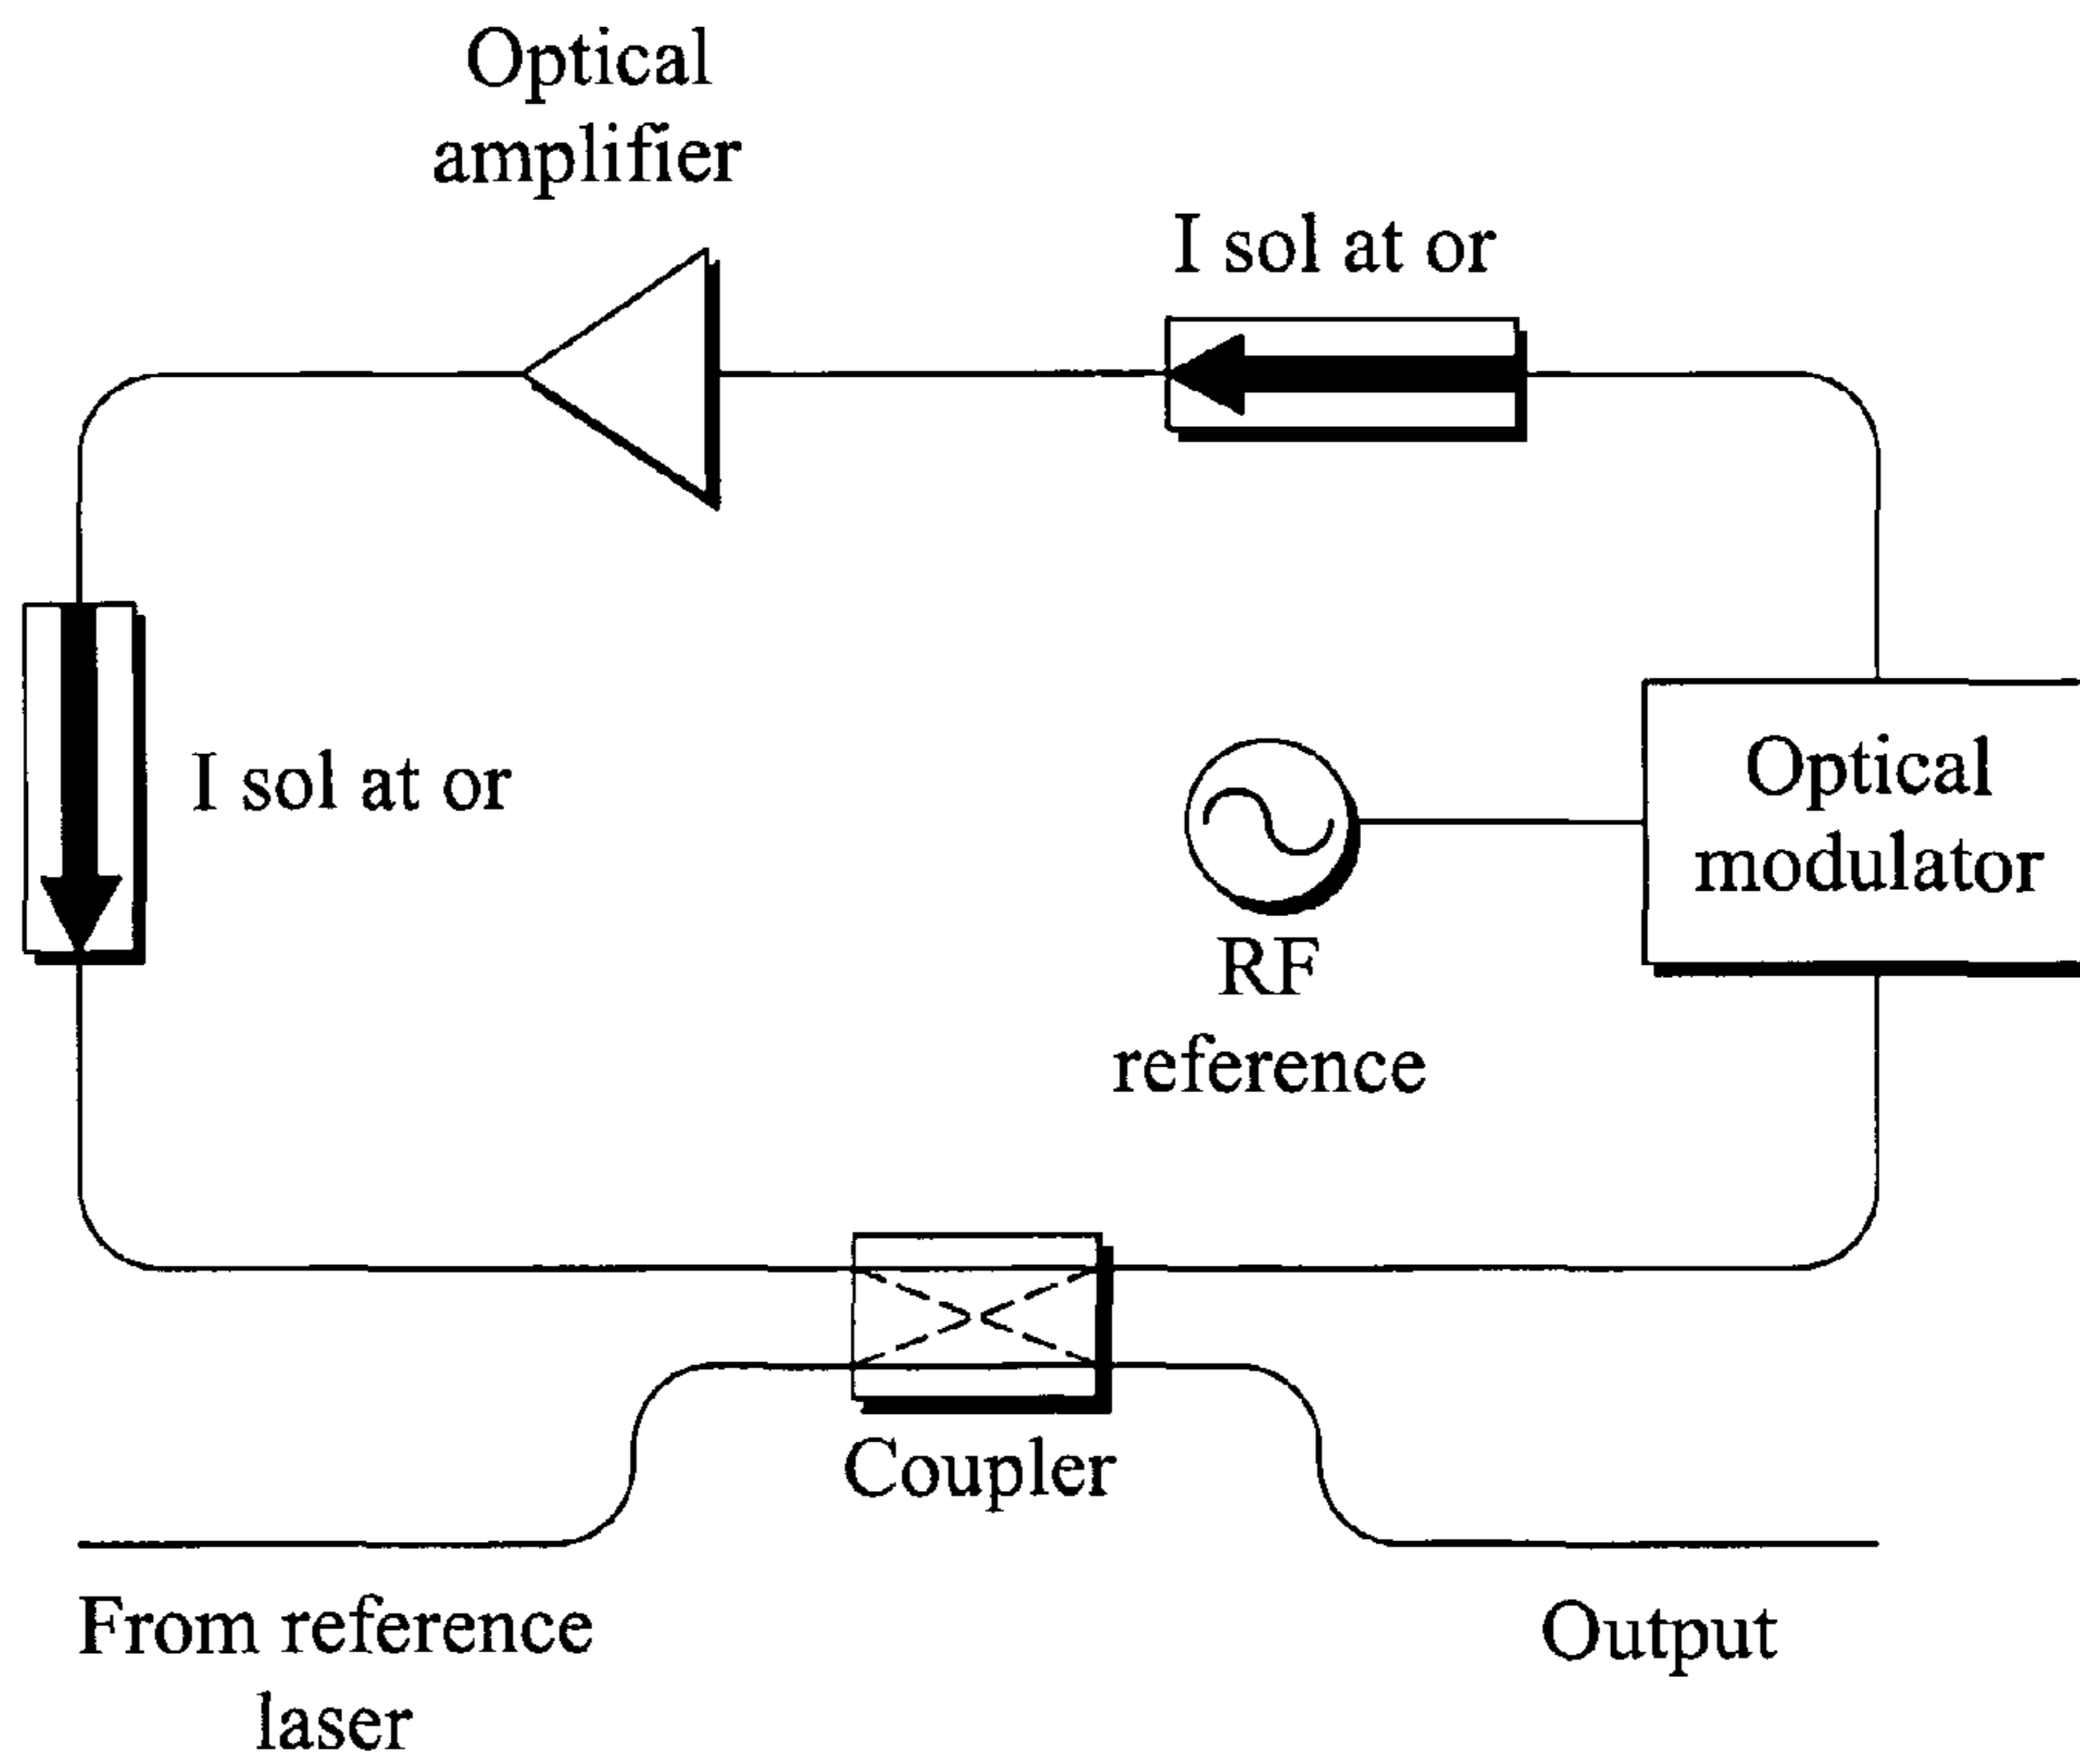 Optical
amplifier
I sol at or
I sol at or
Optical
modulator
RF
reference
Coupler
From reference
laser
Output